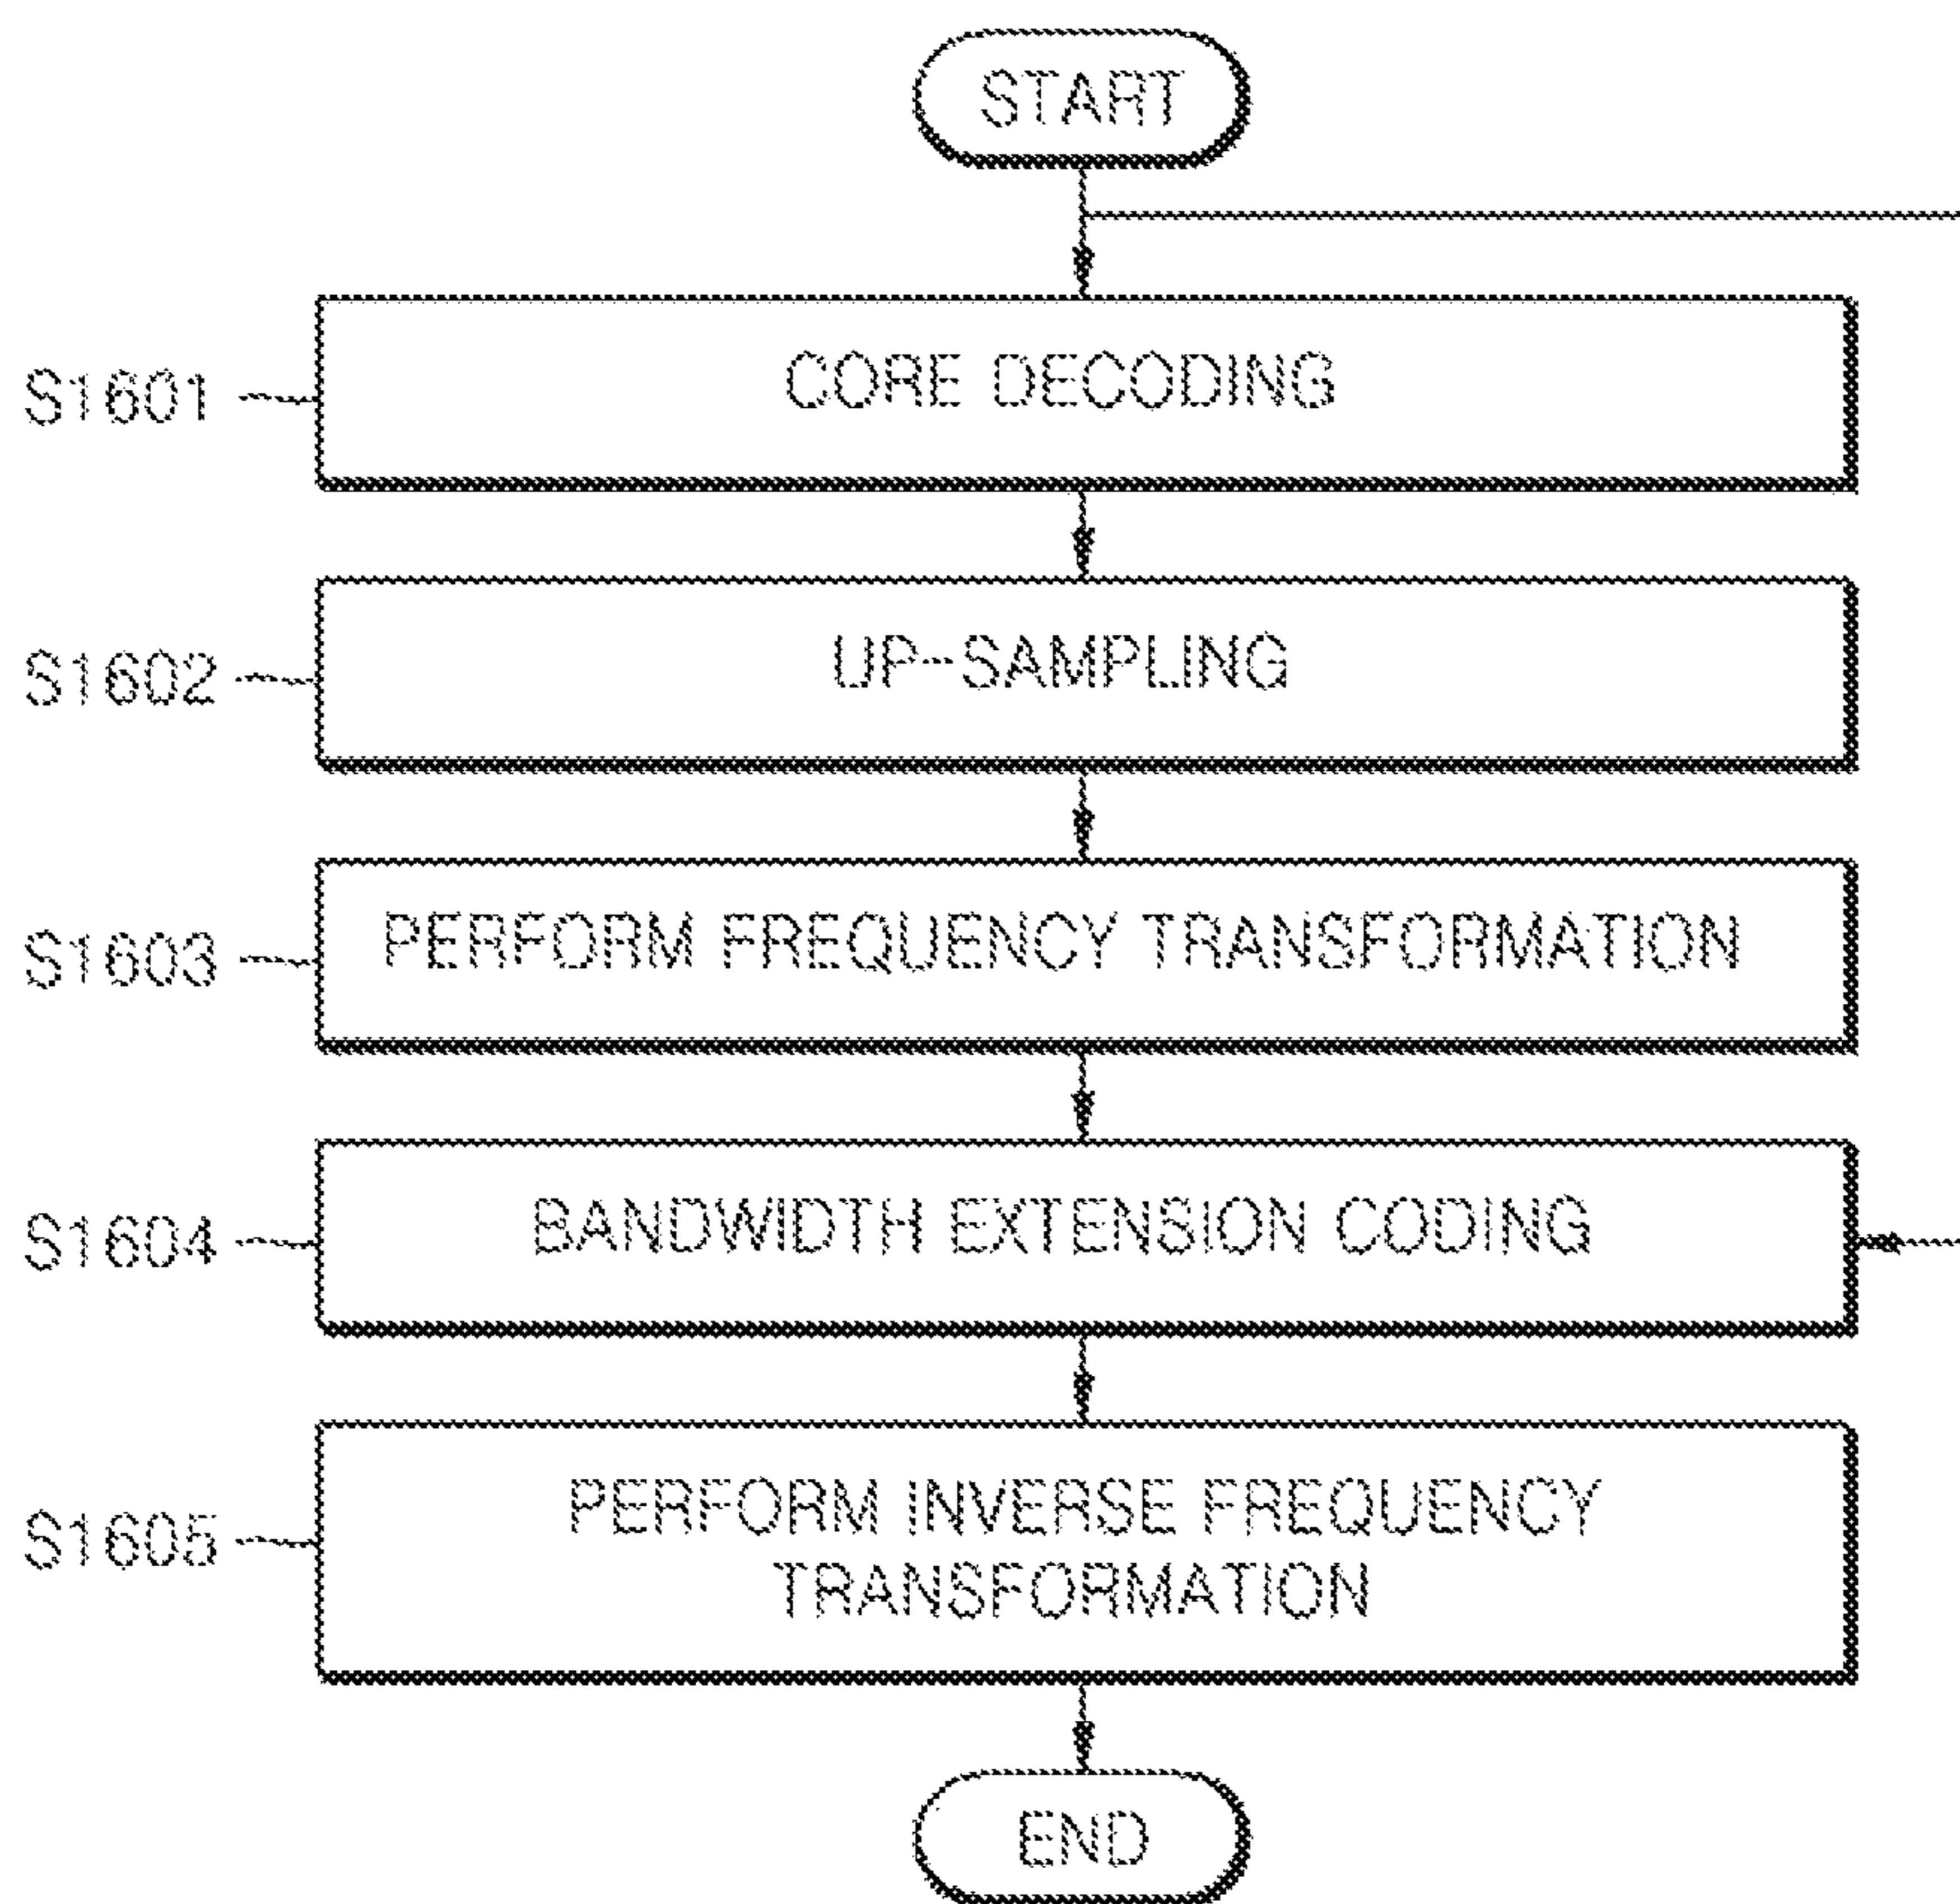 START
S1601
CORE DECODING
S1602
UP-SAMPLING
S1603
PERFORM FREQUENCY TRANSFORMATION
S1604
BANDWIDTH EXTENSION CODING
S1605
PERFORM INVERSE FREQUENCY
TRANSFORMATION
END